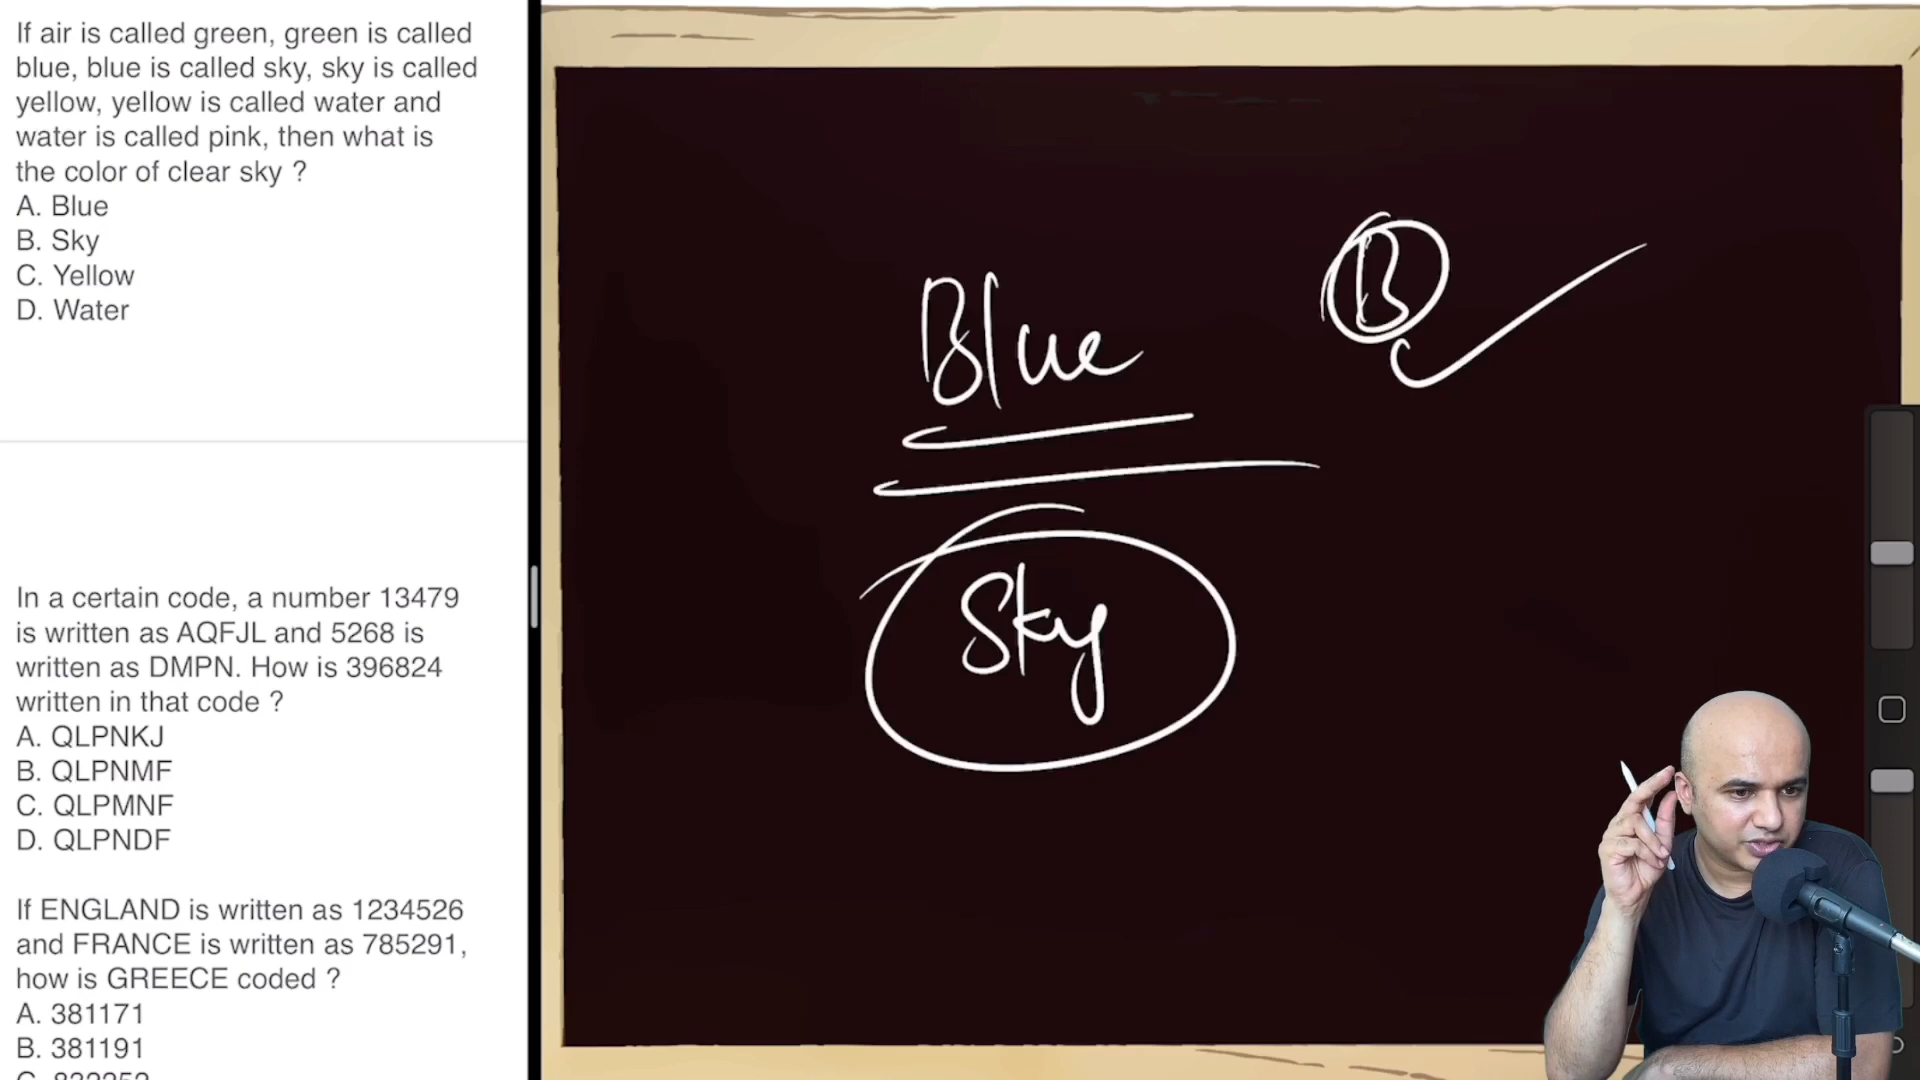 If air is called green, green is called
blue, blue is called sky, sky is called
yellow, yellow is called water and
water is called pink, then what is
the color of clear sky ?
A. Blue
B. Sky
C. Yellow
D. Water
In a certain code, a number 13479
is written as AQFJL and 5268 is
written as DMPN. How is 396824
written in that code ?
A. QLPNKJ
B. QLPNMF
C. QLPMNF
D. QLPNDF
If ENGLAND is written as 1234526
and FRANCE is written as 785291,
how is GREECE coded ?
A. 381171
B. 381191
Blue
B
Sky